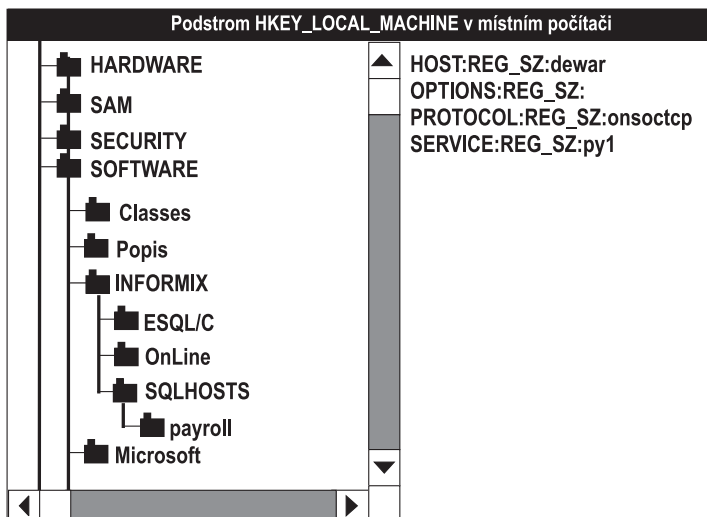 Podstrom HKEY_LOCAL_MACHINE v místním počítači
HARDWARE
SAM
SECURITY
SOFTWARE
Classes
Popis
INFORMIX
ESQL/C
OnLine
SQLHOSTS
payroll
Microsoft
HOST:REG_SZ:dewar
OPTIONS:REG_SZ:
PROTOCOL:REG_SZ:onsoctcp
SERVICE:REG_SZ:py1